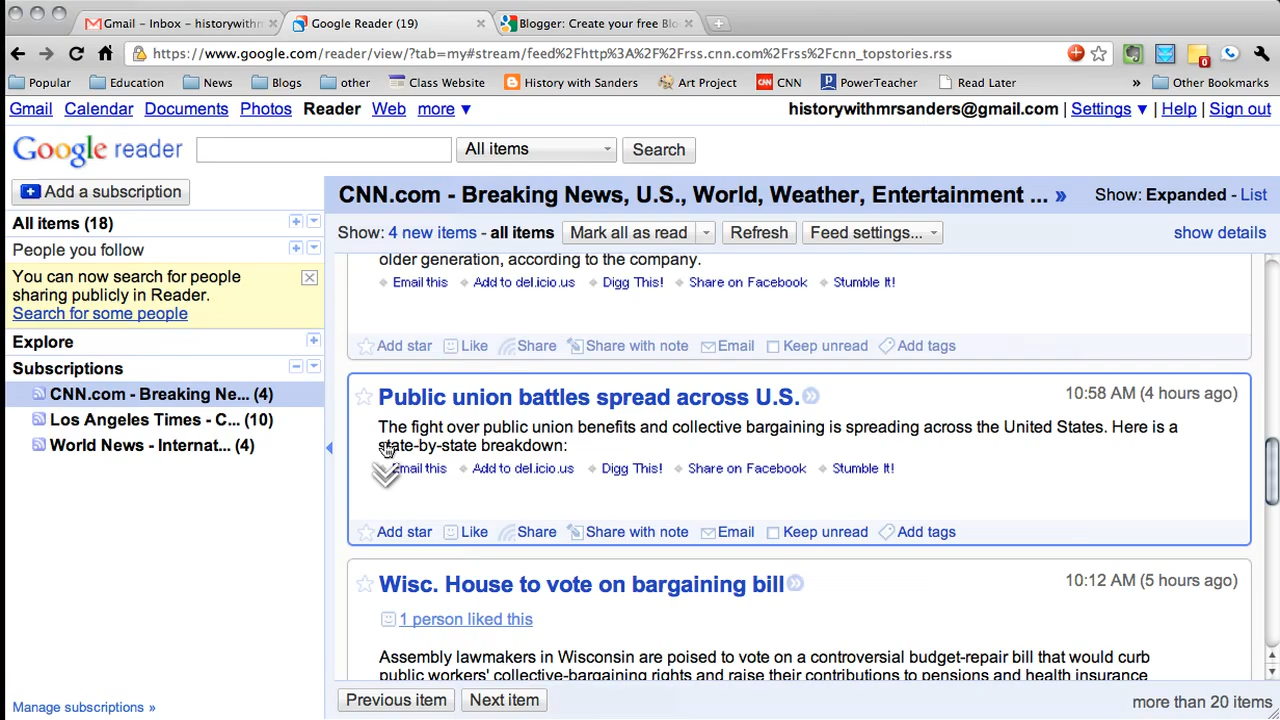 Gmail – Inbox – historywithm
Google Reader (19)
Blogger: Create your free Blo
https://www.google.com/reader/view/?tab=my#stream/feed%2Fhttp%3A%2F%2Frss.cnn.com%2Frss%2Fcnn_topstories.rss
0
Popular Education News Blogs other Class Website History with Sanders Art Project CNN CNN PowerTeacher Read Later » Other Bookmarks
Gmail Calendar Documents Photos Reader Web more ▼ historywithmrsanders@gmail.com | Settings ▼ | Help | Sign out
Google reader All items Search
Add a subscription
All items (18)
People you follow
You can now search for people
sharing publicly in Reader.
Search for some people
Explore
Subscriptions
CNN.com - Breaking Ne... (4)
Los Angeles Times - C... (10)
World News - Internat... (4)
Manage subscriptions »
CNN.com - Breaking News, U.S., World, Weather, Entertainment ... » Show: Expanded - List
Show: 4 new items - all items Mark all as read Refresh Feed settings... show details
older generation, according to the company.
Email this Add to del.icio.us Digg This! Share on Facebook Stumble It!
Add star Like Share Share with note Email Keep unread Add tags
Public union battles spread across U.S. 10:58 AM (4 hours ago)
The fight over public union benefits and collective bargaining is spreading across the United States. Here is a
state-by-state breakdown:
Email this Add to del.icio.us Digg This! Share on Facebook Stumble It!
Add star Like Share Share with note Email Keep unread Add tags
Wisc. House to vote on bargaining bill 10:12 AM (5 hours ago)
1 person liked this
Assembly lawmakers in Wisconsin are poised to vote on a controversial budget-repair bill that would curb
public workers' collective-bargaining rights and raise their contributions to pensions and health insurance
Previous item Next item more than 20 items